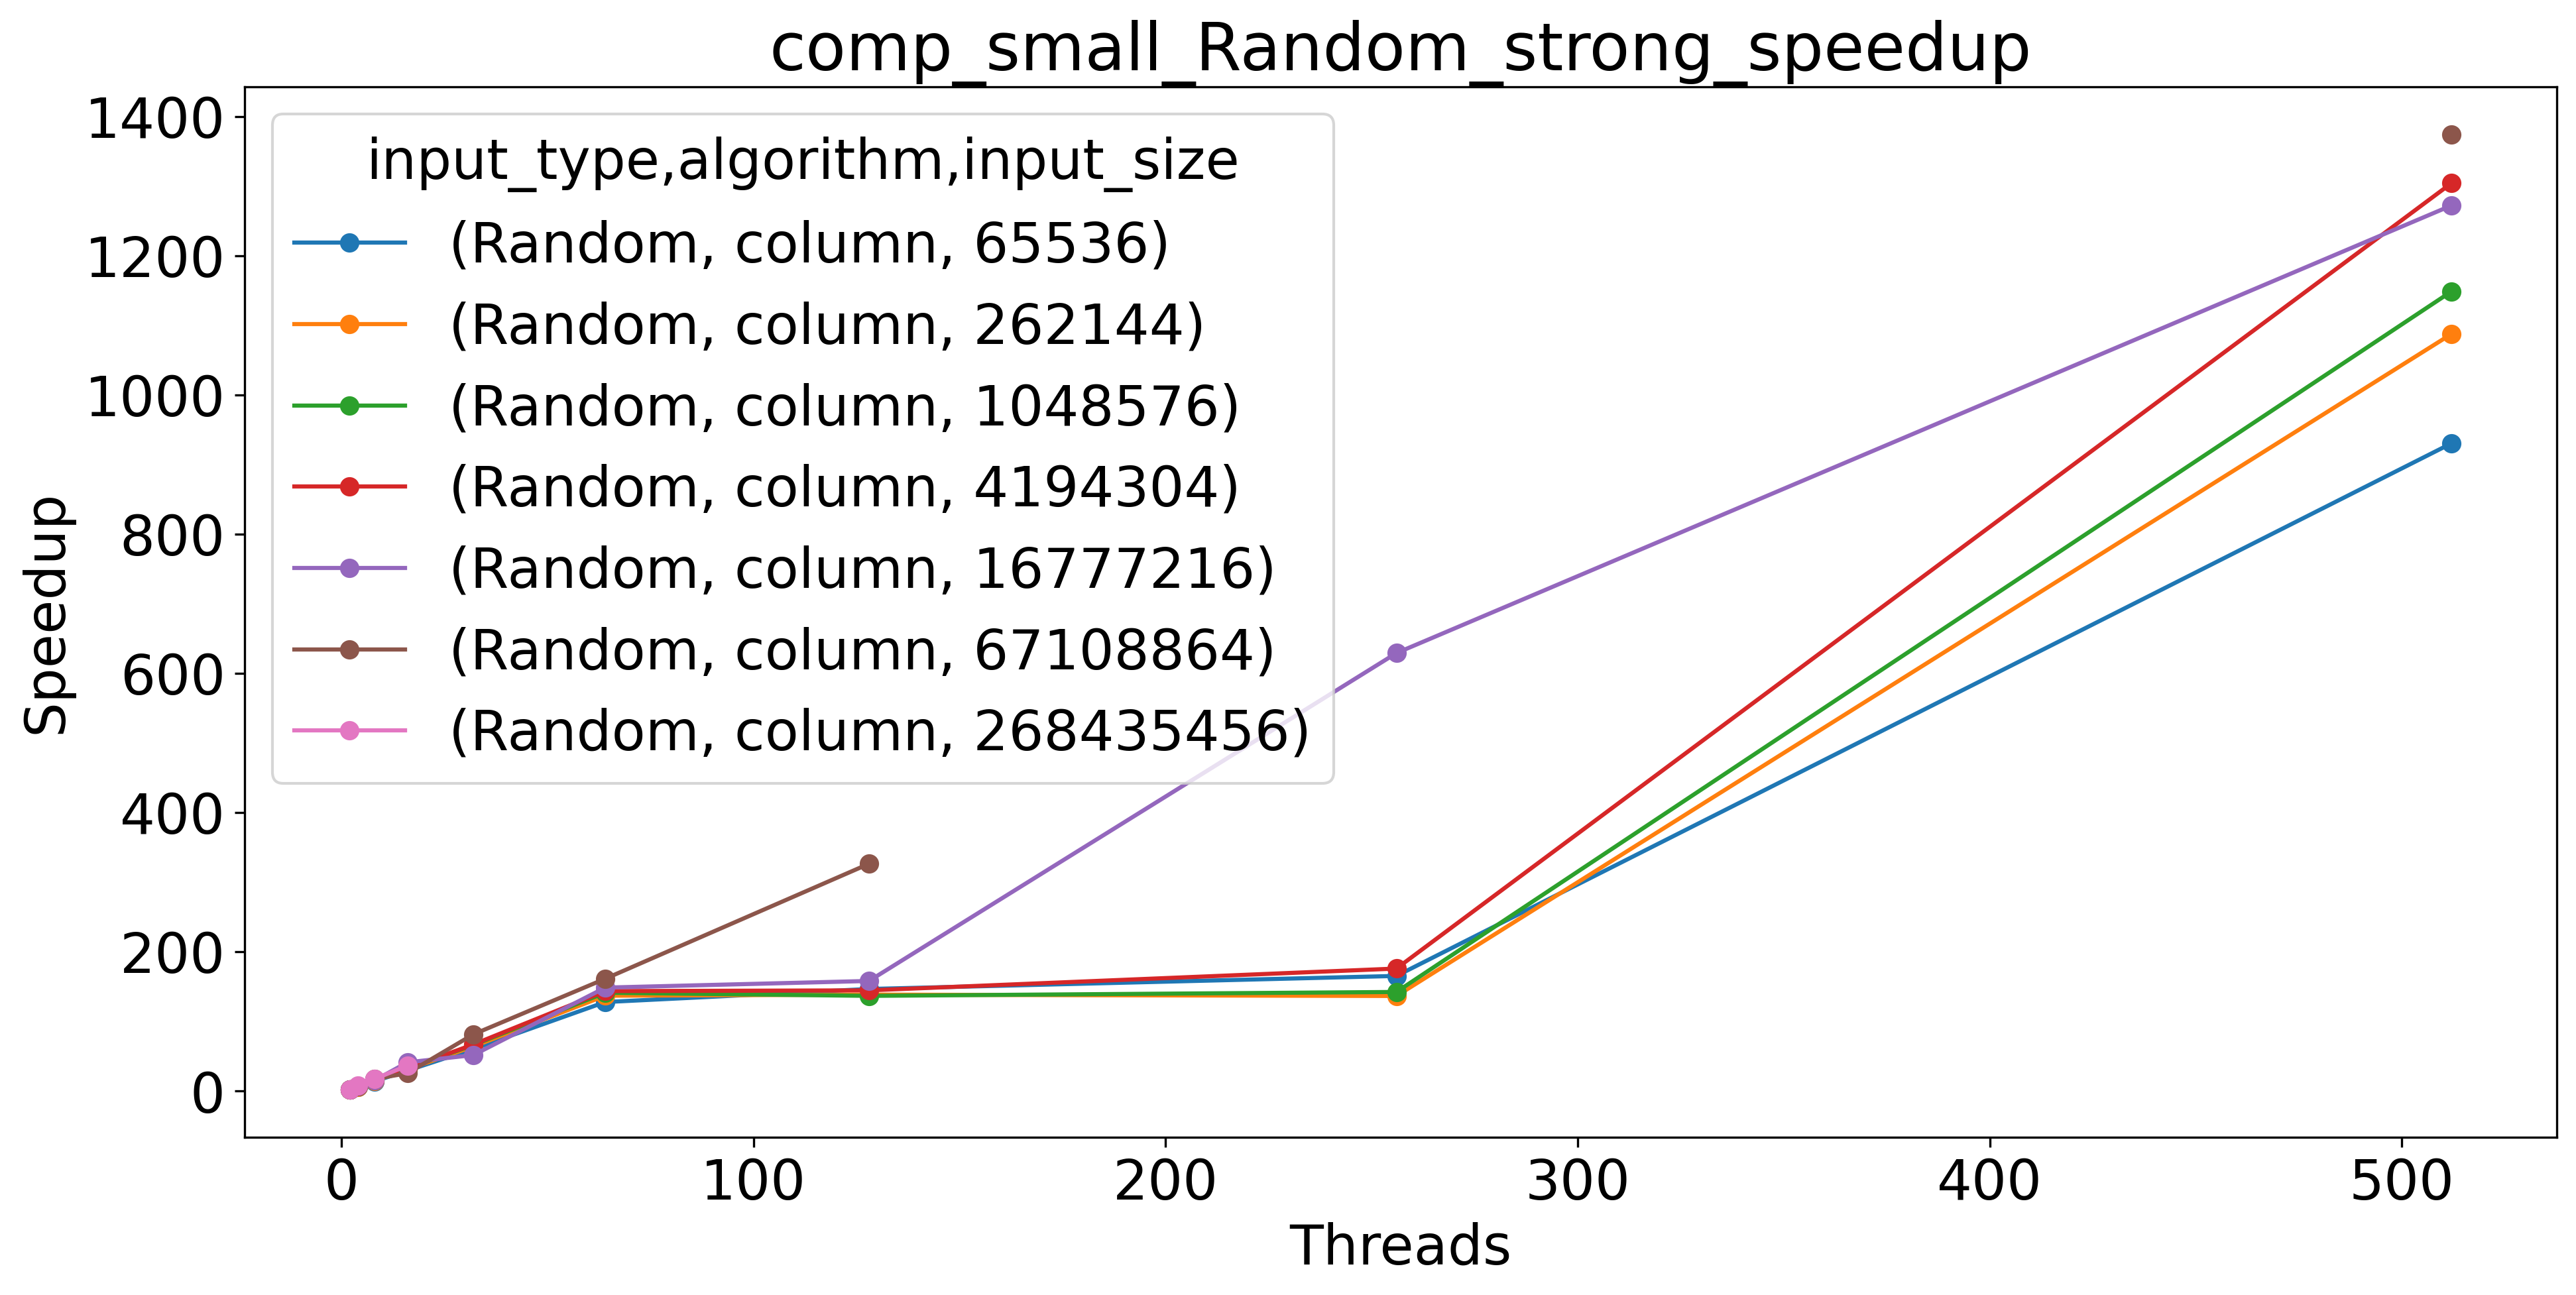 comp_small_Random_strong_speedup
1400
1200
1000
800
600
400
200
0
Speedup
input_type,algorithm,input_size
(Random, column, 65536)
(Random, column, 262144)
(Random, column, 1048576)
(Random, column, 4194304)
(Random, column, 16777216)
(Random, column, 67108864)
(Random, column, 268435456)
0 100 200 300 400 500
Threads